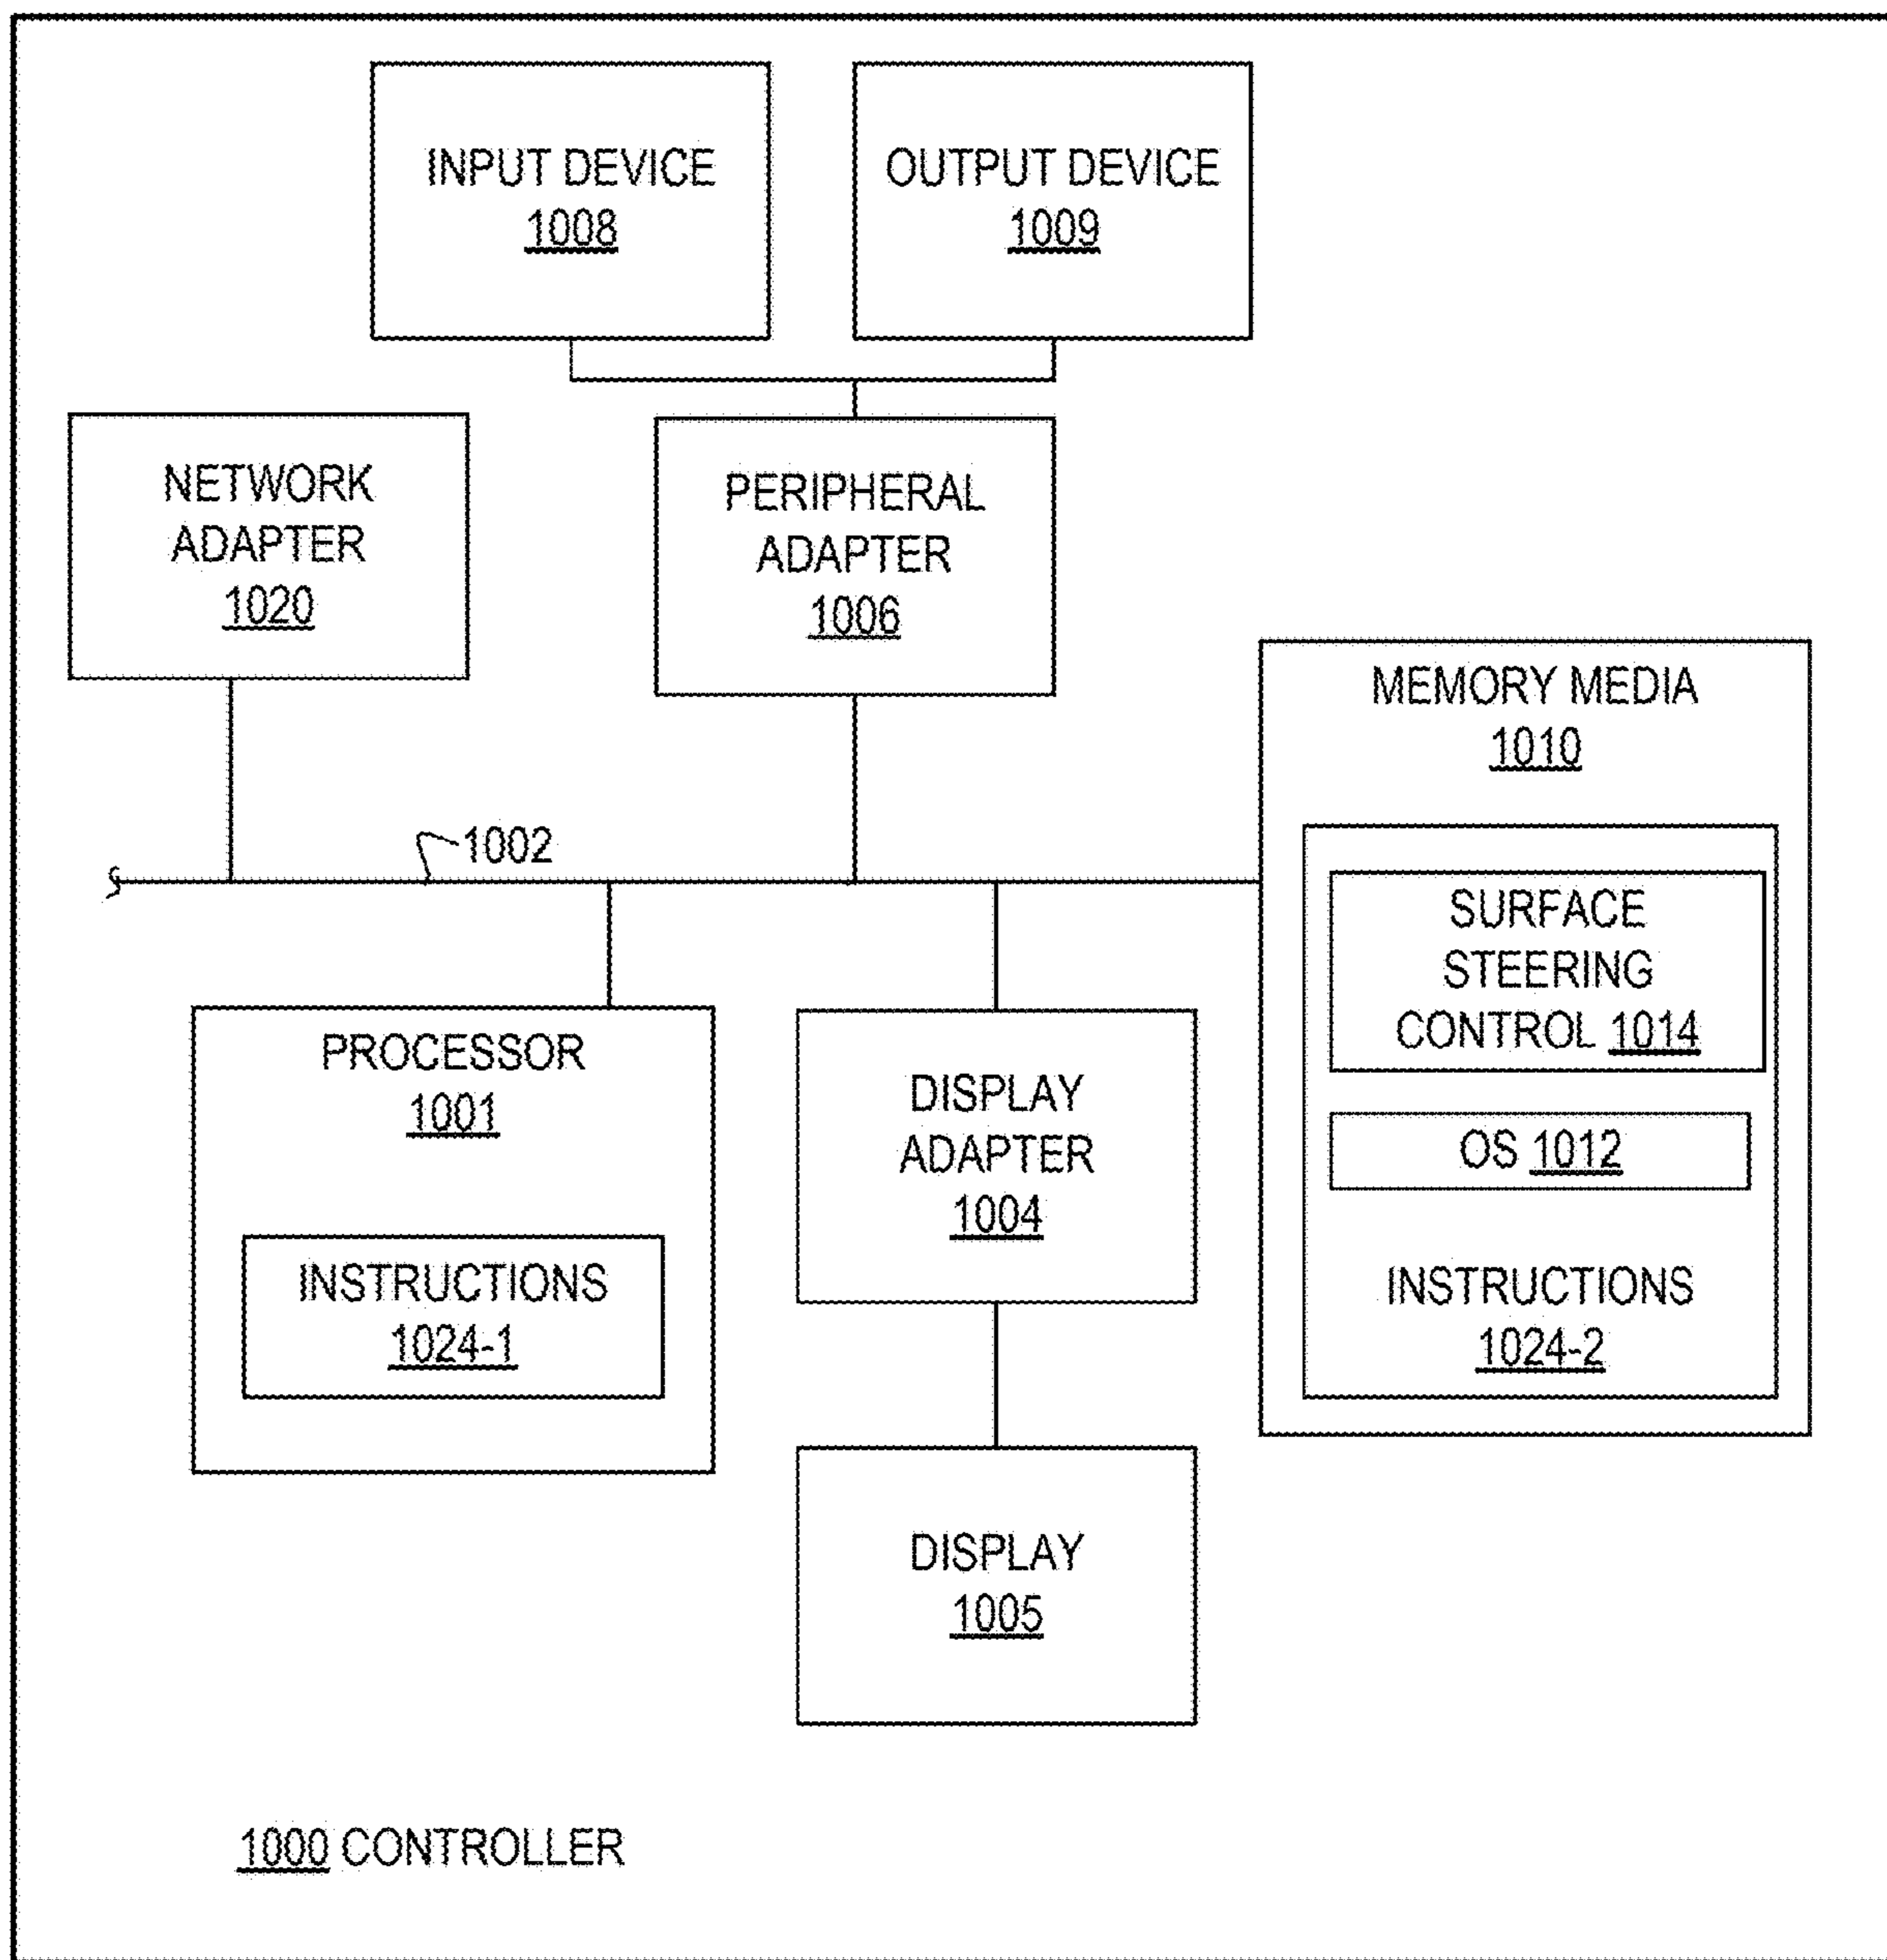 INPUT DEVICE
1008
OUTPUT DEVICE
1009
NETWORK
ADAPTER
1020
PERIPHERAL
ADAPTER
1006
MEMORY MEDIA
1010
1002
SURFACE
STEERING
CONTROL 1014
OS 1012
INSTRUCTIONS
1024-2
PROCESSOR
1001
INSTRUCTIONS
1024-1
DISPLAY
ADAPTER
1004
DISPLAY
1005
1000 CONTROLLER